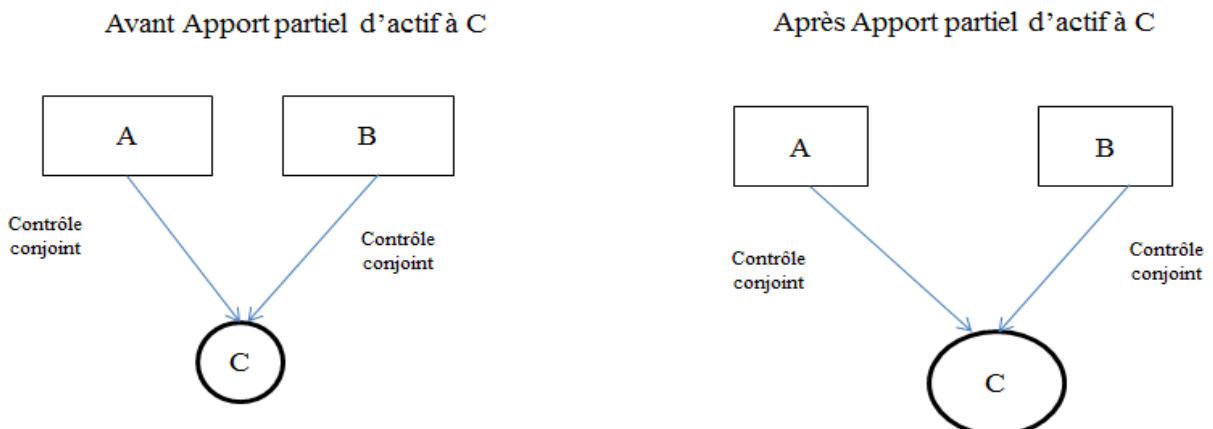 Avant Apport partiel d'actif à C
A
B
Contrôle
conjoint
Contrôle
conjoint
C
Après Apport partiel d'actif à C
A
B
Contrôle
conjoint
Contrôle
conjoint
C